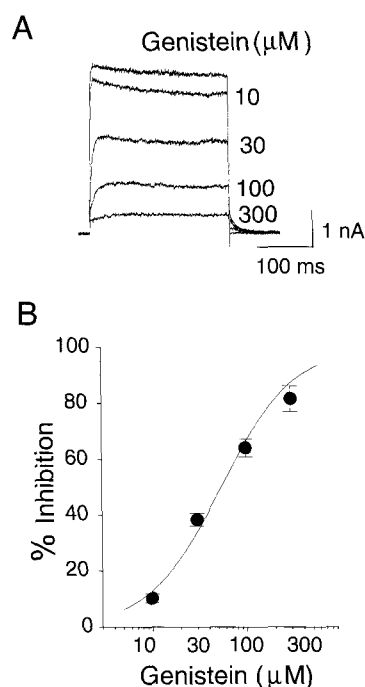 A
Genistein (μM)
10
30
100
300
1 nA
100 ms
B
100
80
60
40
20
0
% Inhibition
10 30 100 300
Genistein (μM)